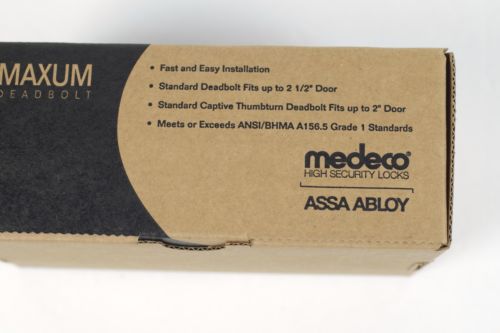 MAXUM
DEADBOLT
• Fast and Easy Installation
• Standard Deadbolt Fits up to 2 1/2" Door
• Standard Captive Thumbturn Deadbolt Fits up to 2" Door
• Meets or Exceeds ANSI/BHMA A156.5 Grade 1 Standards
medeco®
HIGH SECURITY LOCKS
ASSA ABLOY